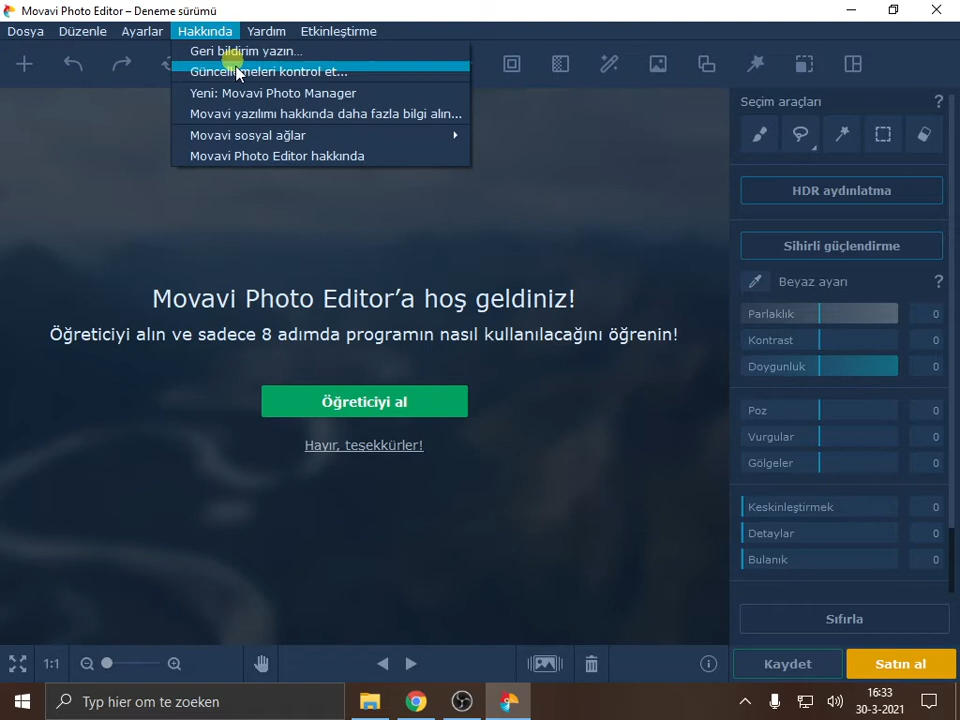 Movavi Photo Editor – Deneme sürümü
Dosya Düzenle Ayarlar Hakkında Yardım Etkinleştirme
Geri bildirim yazın...
Güncellemeleri kontrol et...
Yeni: Movavi Photo Manager
Movavi yazılımı hakkında daha fazla bilgi alın...
Movavi sosyal ağlar
Movavi Photo Editor hakkında
Seçim araçları ?
HDR aydınlatma
Sihirli güçlendirme
Beyaz ayarı ?
Parlaklık 0
Kontrast 0
Doygunluk 0
Poz 0
Vurgular 0
Gölgeler 0
Keskinleştirmek 0
Detaylar 0
Bulanık 0
Sıfırla
Movavi Photo Editor’a hoş geldiniz!
Öğreticiyi alın ve sadece 8 adımda programın nasıl kullanılacağını öğrenin!
Öğreticiyi al
Hayır, teşekkürler!
1:1
Kaydet
Satın al
Typ hier om te zoeken
16:33
30-3-2021